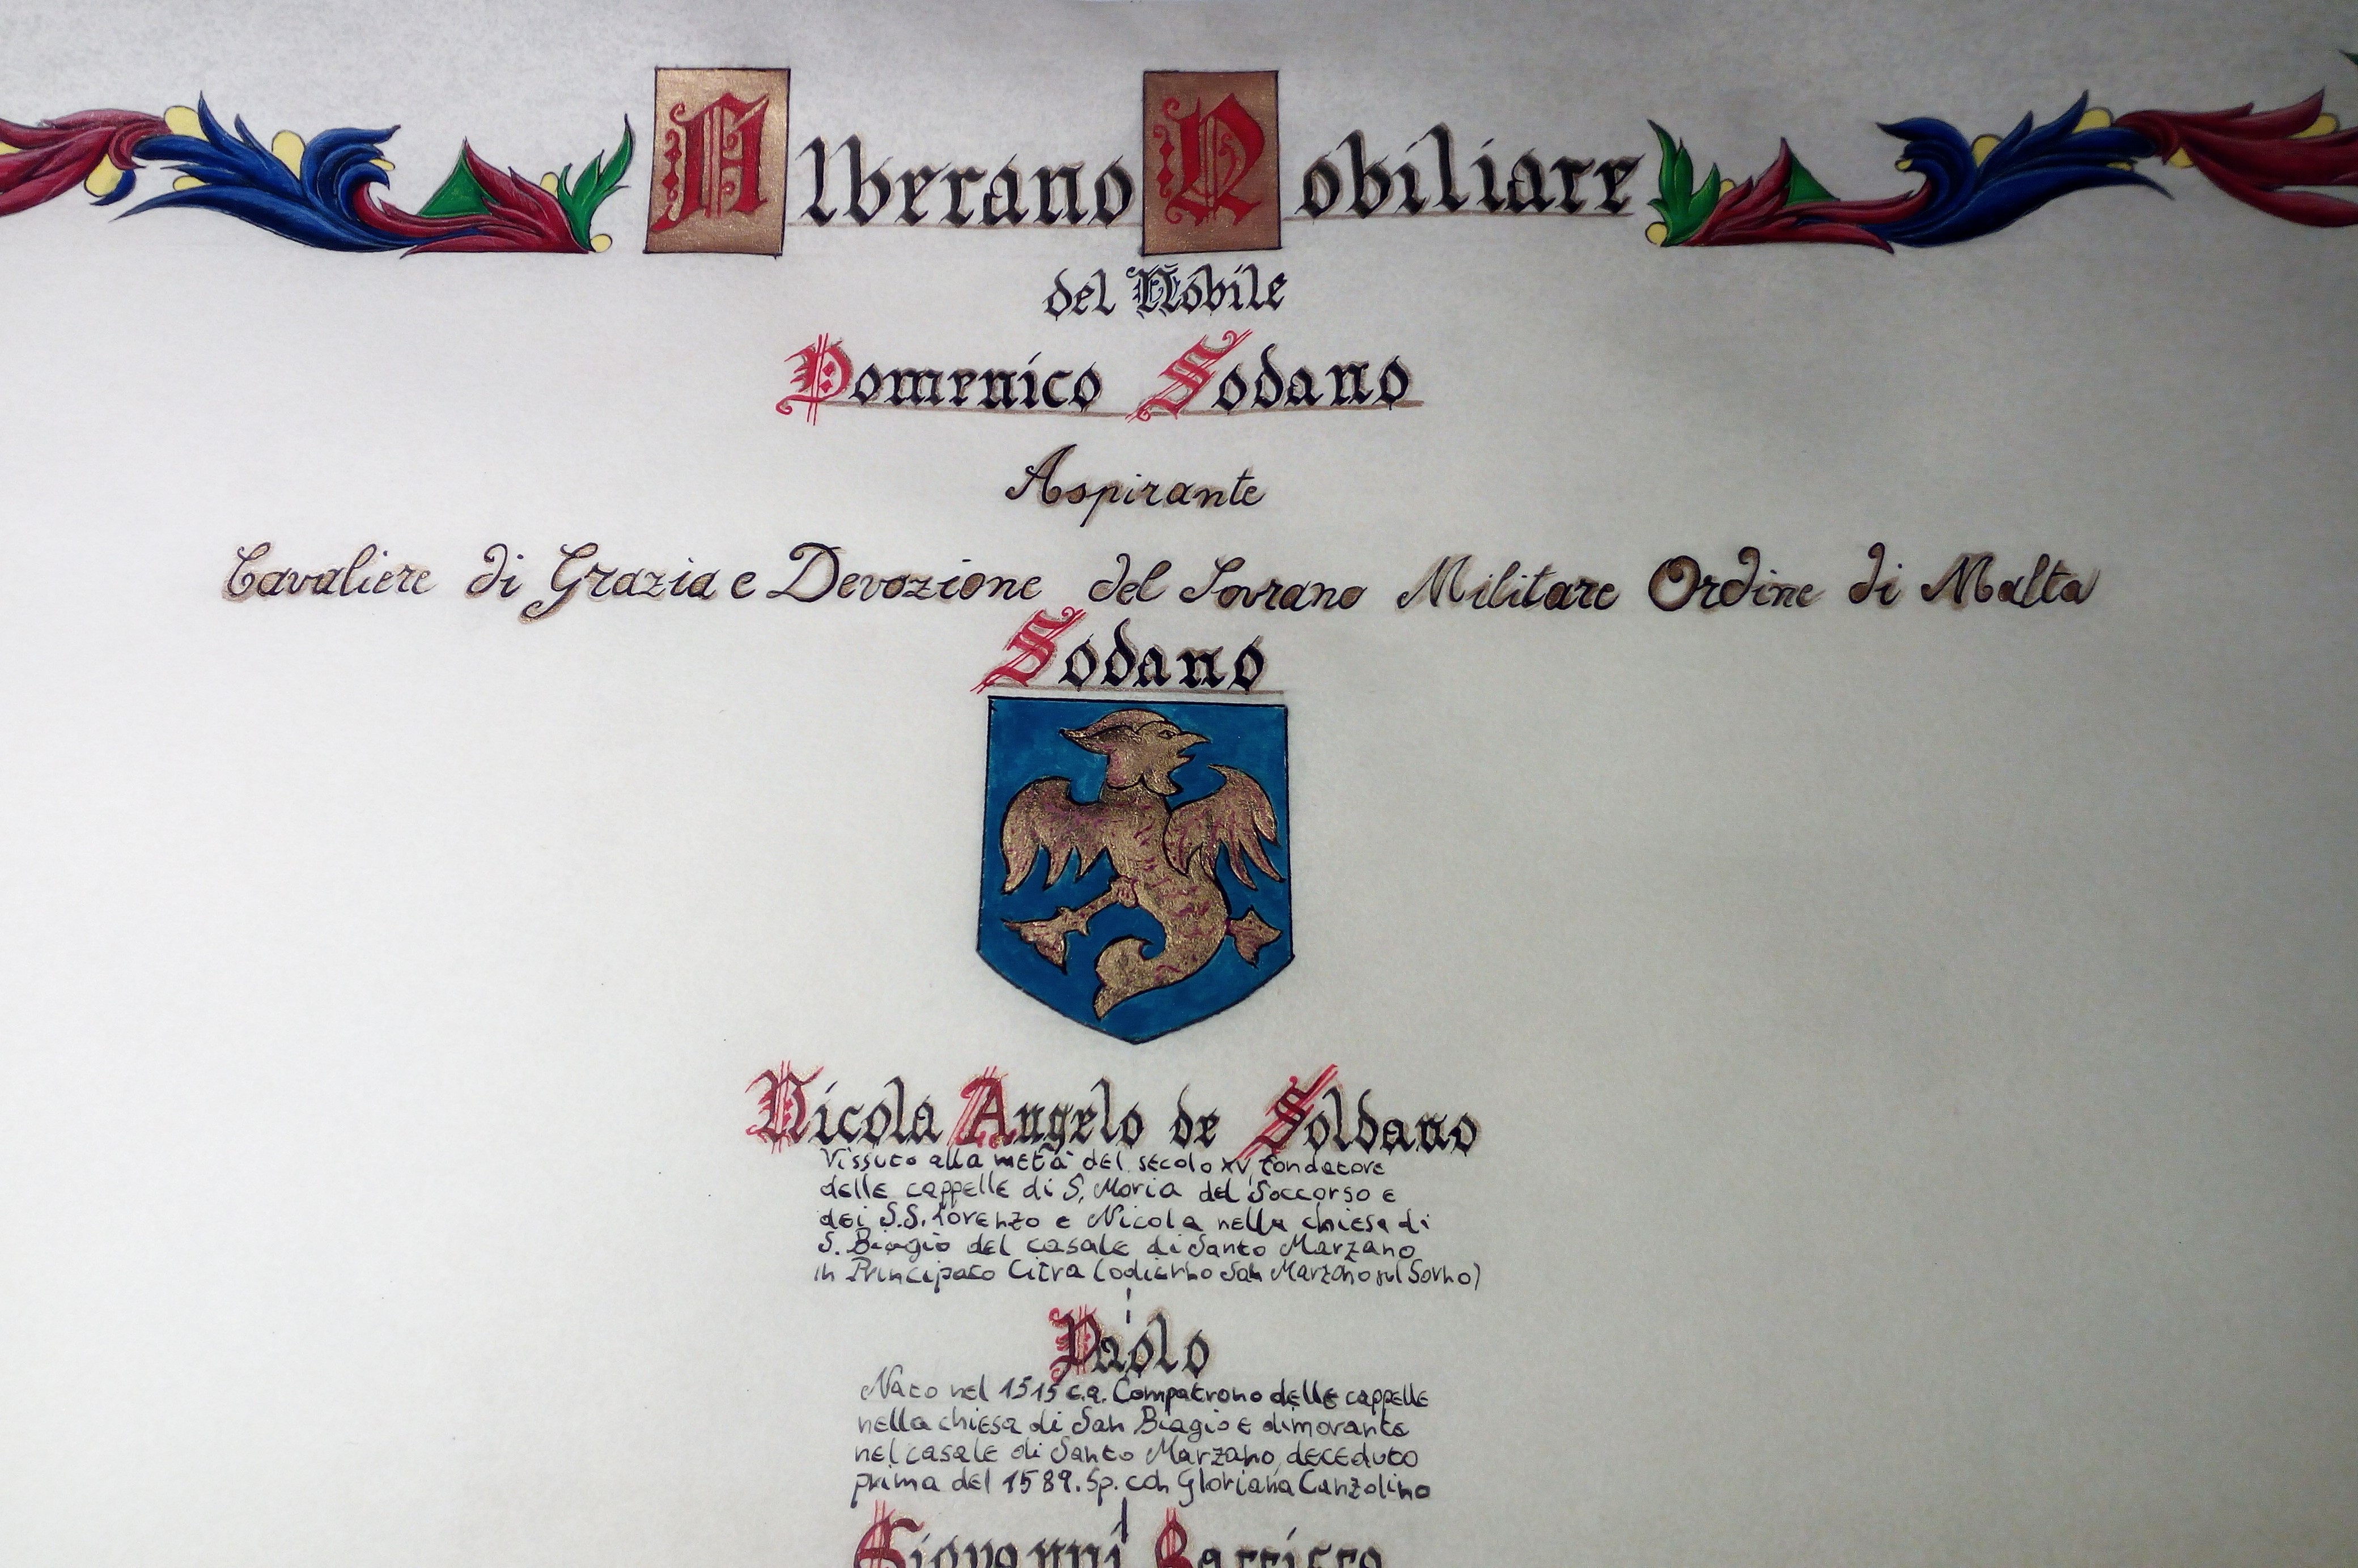 Alberano Nobiliare
del Nobile
Domenico Sodano
Aspirante
Cavaliere di Grazia e Devozione del Sovrano Militare Ordine di Malta
Sodano
Nicola Angelo de Soldano
Vissuto alla metà del secolo XV, fondatore
delle cappelle di S. Maria del Soccorso e
dei S.S. Lorenzo e Nicola nella chiesa di
S. Biagio del casale di Santo Marzano
in Principato Citra (odierno San Marzano sul Sarno)
Paolo
Nato nel 1515 c.a. Compatrono delle cappelle
nella chiesa di San Biagio e dimorante
nel casale di Santo Marzano, deceduto
prima del 1589. Sp. con Gloriana Canzolino
Giovanni